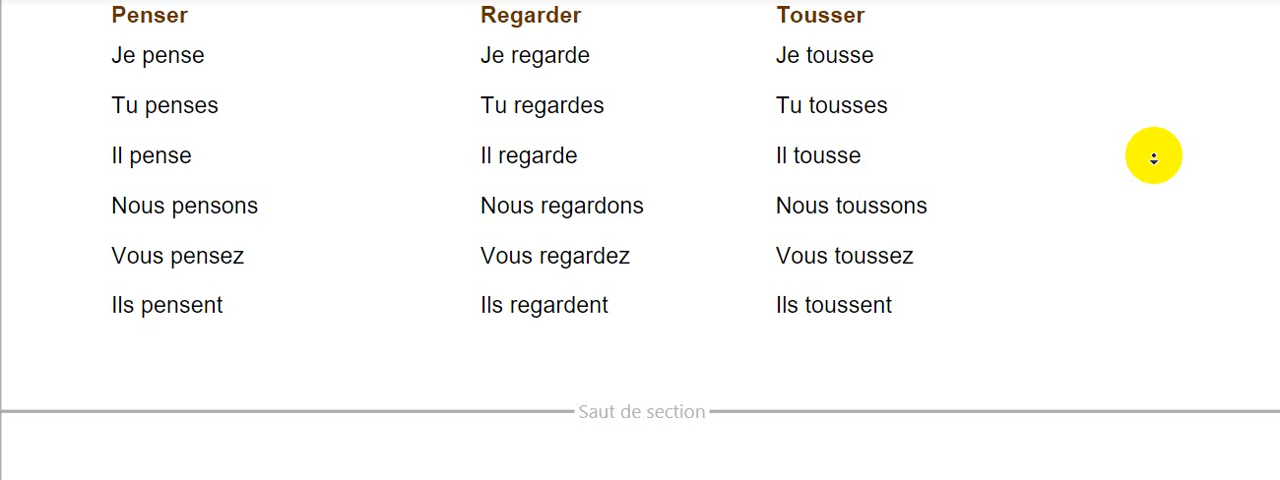 Penser Regarder Tousser
Je pense Je regarde Je tousse
Tu penses Tu regardes Tu tousses
Il pense Il regarde Il tousse
Nous pensons Nous regardons Nous toussons
Vous pensez Vous regardez Vous toussez
Ils pensent Ils regardent Ils toussent
Saut de section